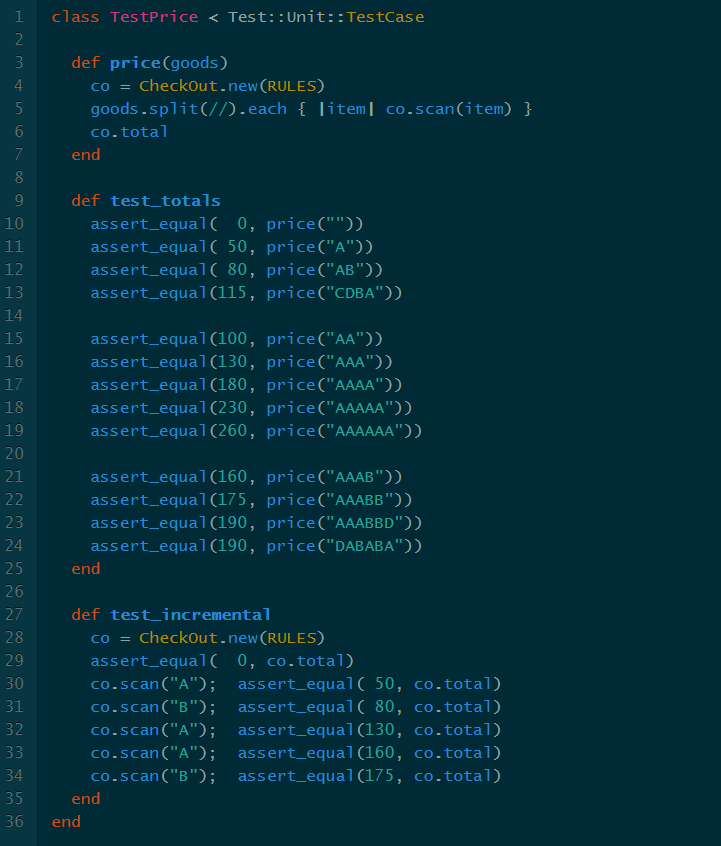 1 class TestPrice < Test::Unit::TestCase
2
3   def price(goods)
4     co = CheckOut.new(RULES)
5     goods.split(//).each { |item| co.scan(item) }
6     co.total
7   end
8
9   def test_totals
10     assert_equal(  0, price(""))
11     assert_equal( 50, price("A"))
12     assert_equal( 80, price("AB"))
13     assert_equal(115, price("CDBA"))
14
15     assert_equal(100, price("AA"))
16     assert_equal(130, price("AAA"))
17     assert_equal(180, price("AAAA"))
18     assert_equal(230, price("AAAAA"))
19     assert_equal(260, price("AAAAAA"))
20
21     assert_equal(160, price("AAAB"))
22     assert_equal(175, price("AAABB"))
23     assert_equal(190, price("AAABBD"))
24     assert_equal(190, price("DABABA"))
25   end
26
27   def test_incremental
28     co = CheckOut.new(RULES)
29     assert_equal(  0, co.total)
30     co.scan("A");  assert_equal( 50, co.total)
31     co.scan("B");  assert_equal( 80, co.total)
32     co.scan("A");  assert_equal(130, co.total)
33     co.scan("A");  assert_equal(160, co.total)
34     co.scan("B");  assert_equal(175, co.total)
35   end
36 end